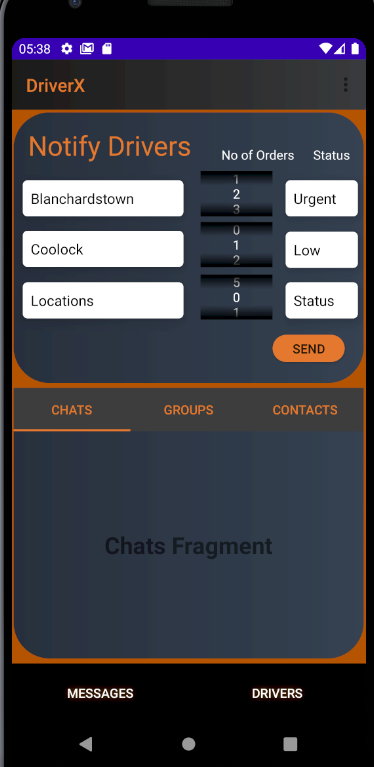 05:38
DriverX
Notify Drivers
No of Orders Status
1
Blanchardstown 2 Urgent
3
0
Coolock 1 Low
2
5
Locations 0 Status
1
SEND
CHATS GROUPS CONTACTS
Chats Fragment
MESSAGES DRIVERS